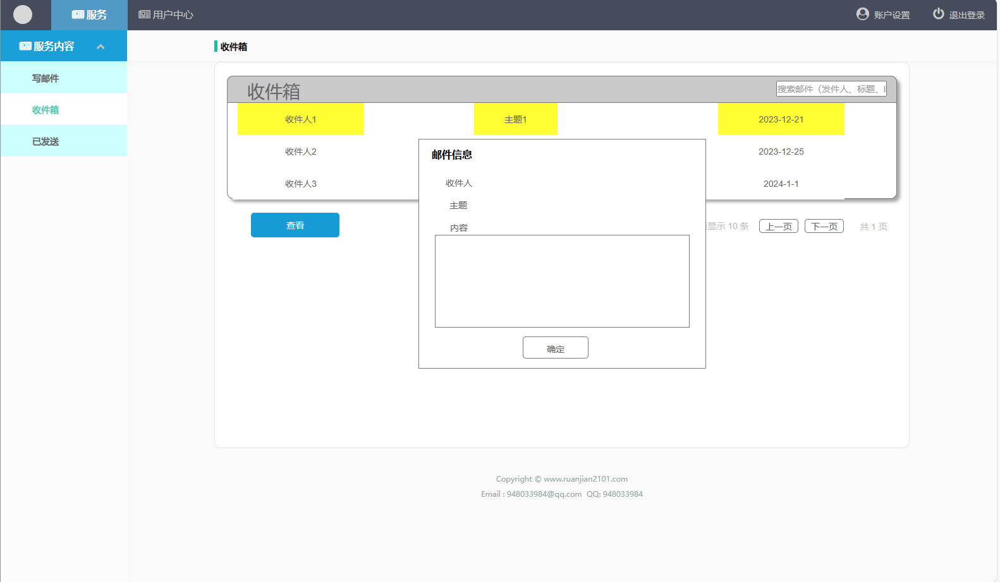 服务
用户中心
账户设置
退出登录
服务内容
写邮件
收件箱
已发送
收件箱
收件箱
搜索邮件（发件人、标题、
收件人1
主题1
2023-12-21
收件人2
2023-12-25
收件人3
2024-1-1
邮件信息
收件人
主题
内容
确定
查看
显示 10 条
上一页
下一页
共 1 页
Copyright © www.ruanjian2101.com
Email : 948033984@qq.com QQ: 948033984